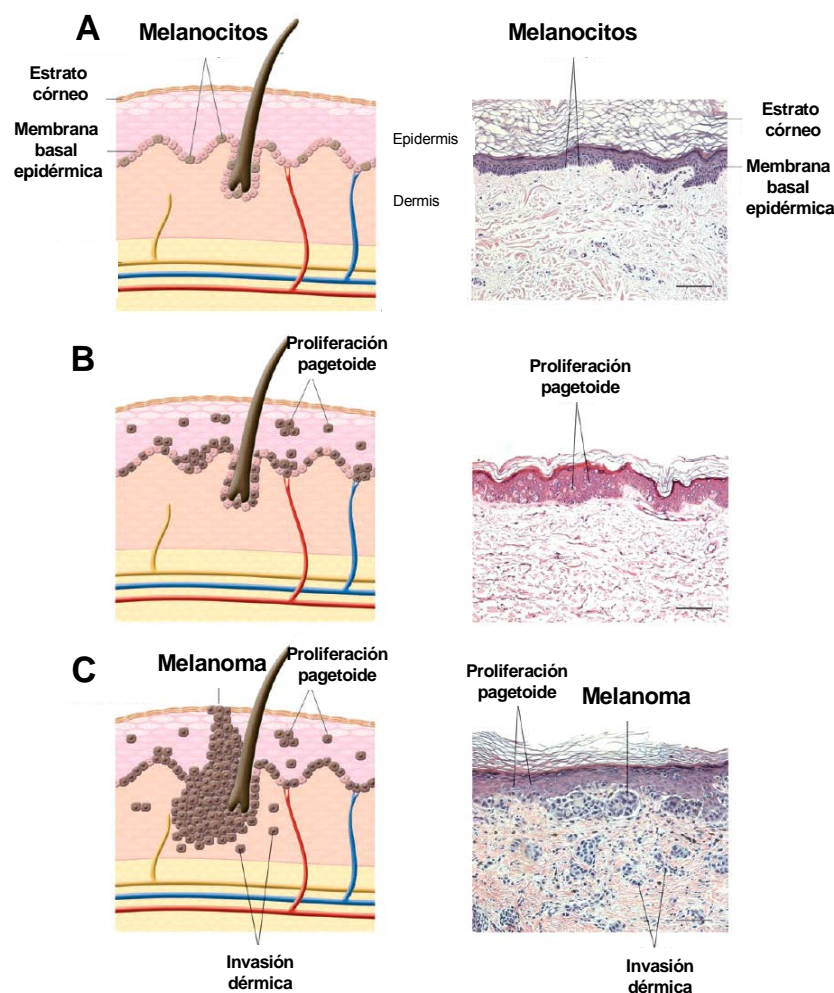 A
Melanocitos
Melanocitos
Estrato
córneo
Membrana
basal
epidérmica
Epidermis
Dermis
Estrato
córneo
Membrana
basal
epidérmica
B
Proliferación
pagetoide
Proliferación
pagetoide
C
Melanoma
Proliferación
pagetoide
Proliferación
pagetoide
Melanoma
Invasión
dérmica
Invasión
dérmica